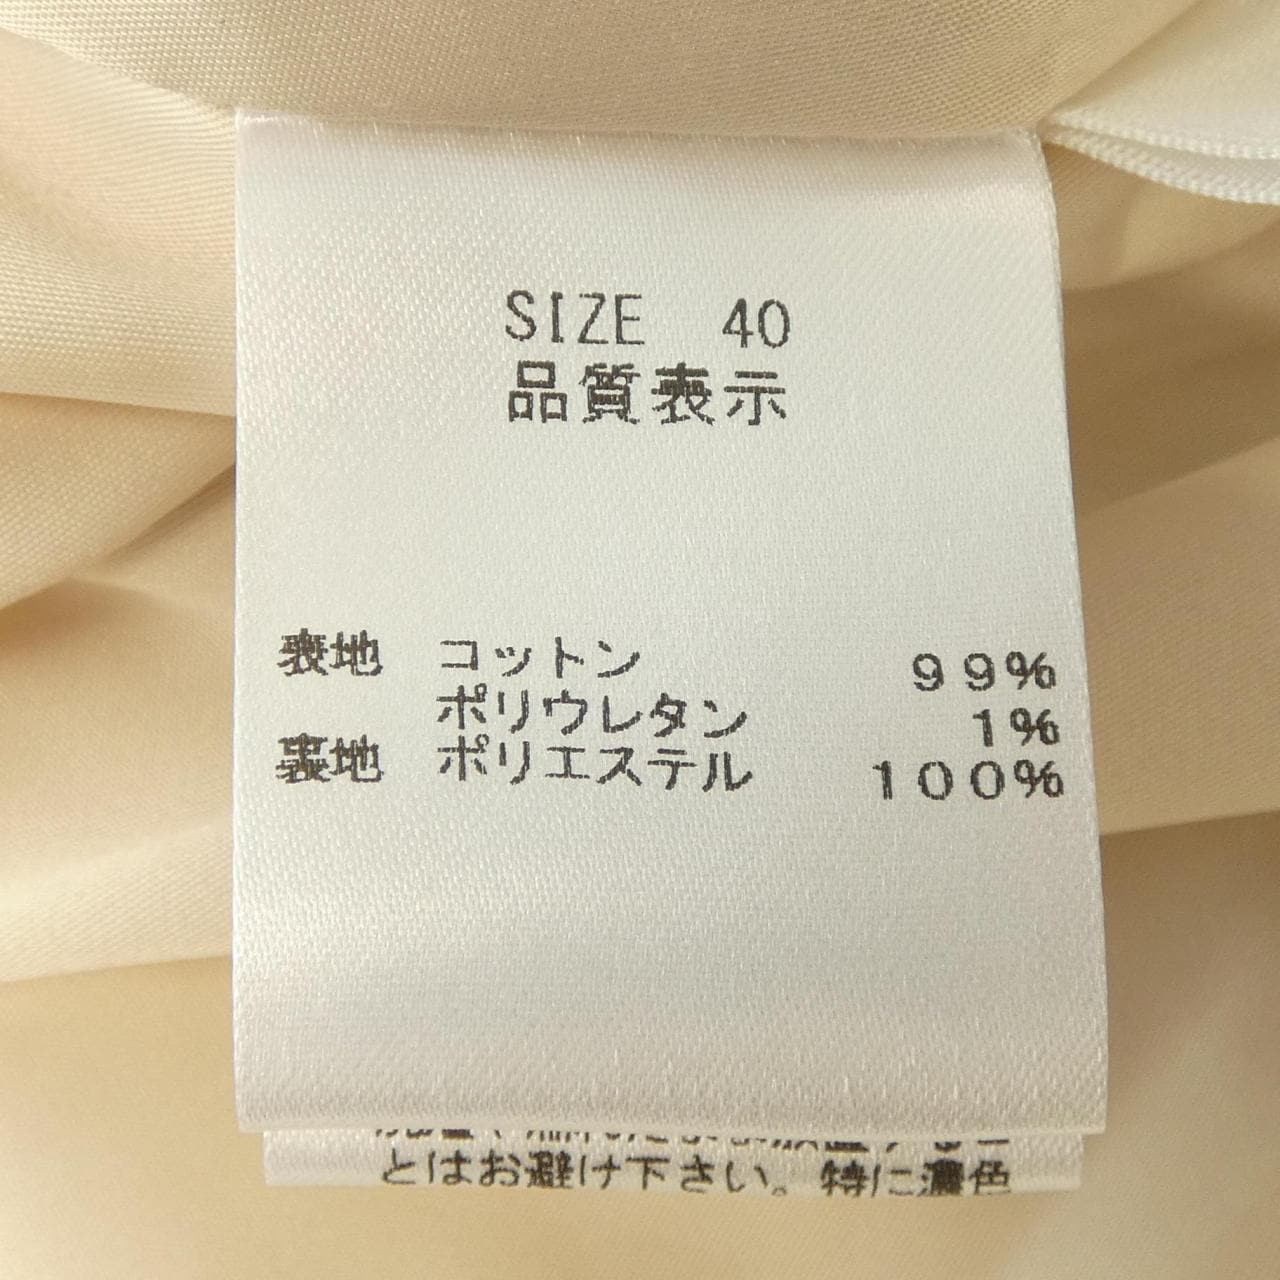 SIZE 40
品質表示
表地 コットン 99%
ポリウレタン 1%
裏地 ポリエステル 100%
とはお避け下さい。特に濃色